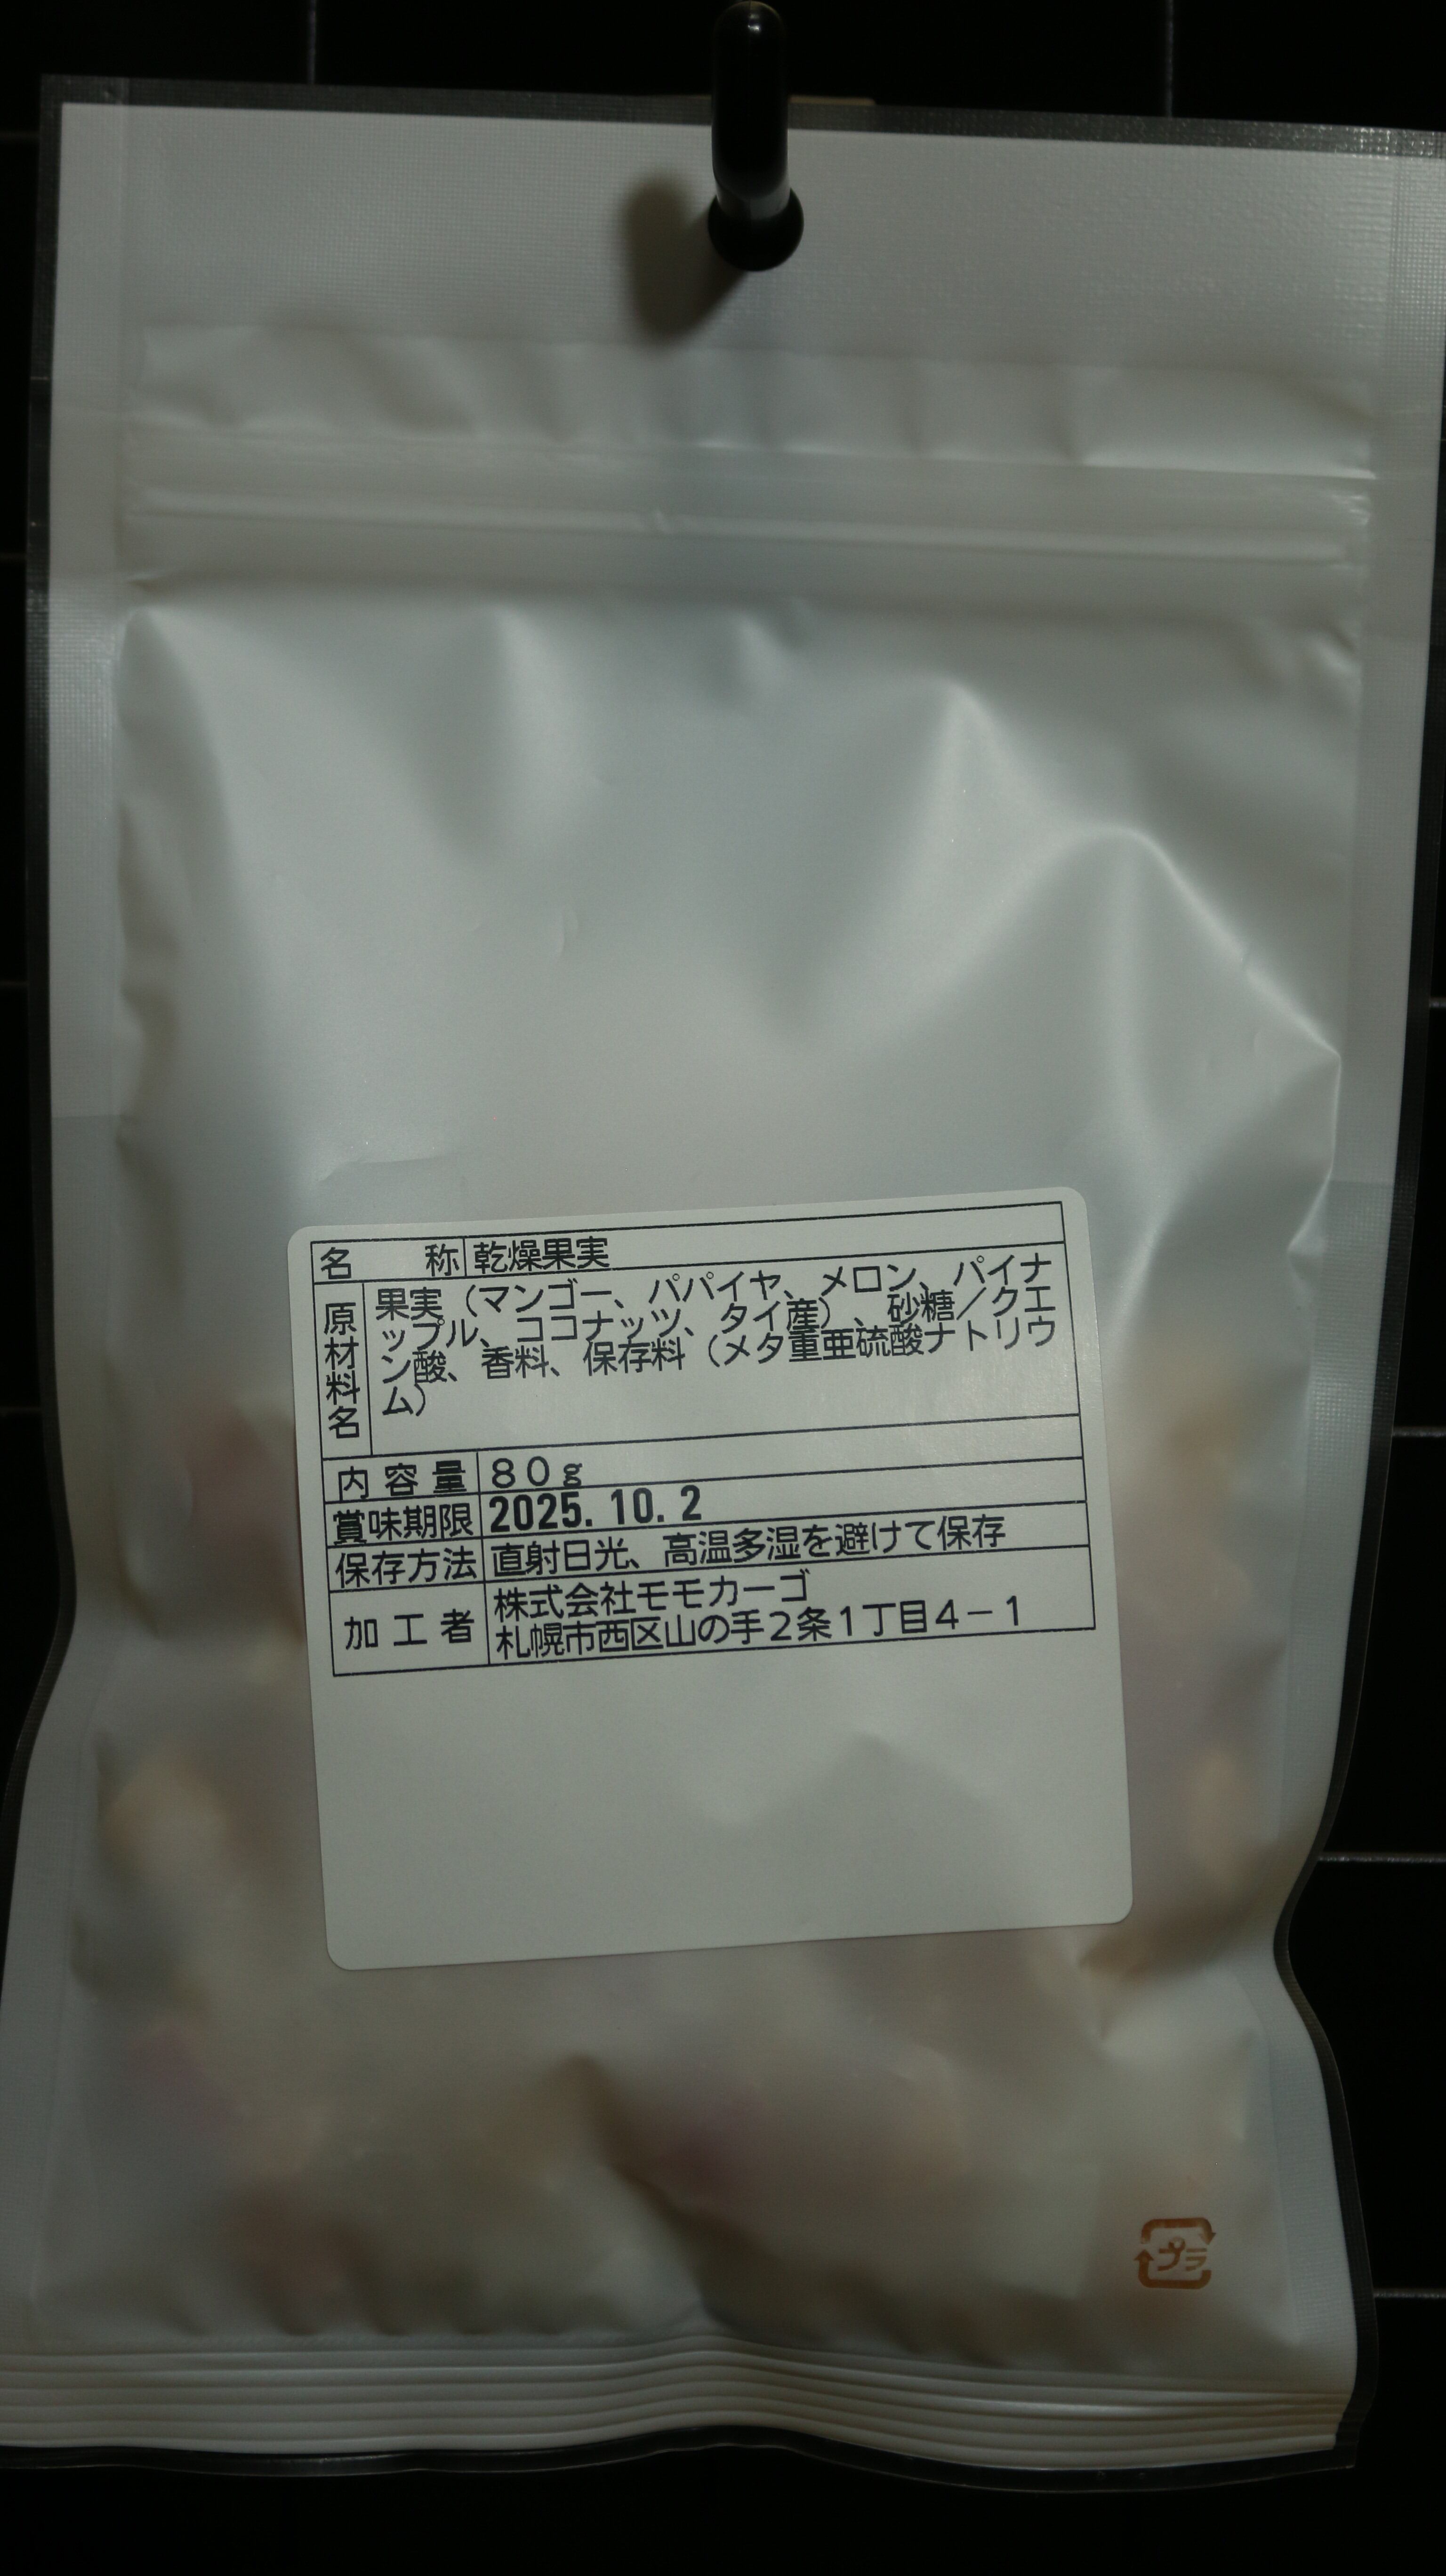 名称 乾燥果実
原材料名 果実(マンゴー、パパイヤ、メロン、パイナ
ップル、ココナッツ、タイ産)、砂糖/クエ
ン酸、香料、保存料(メタ重亜硫酸ナトリウ
ム)
内容量 80g
賞味期限 2025.10.2
保存方法 直射日光、高温多湿を避けて保存
加工者 株式会社モモカーゴ
札幌市西区山の手2条1丁目4-1
プラ